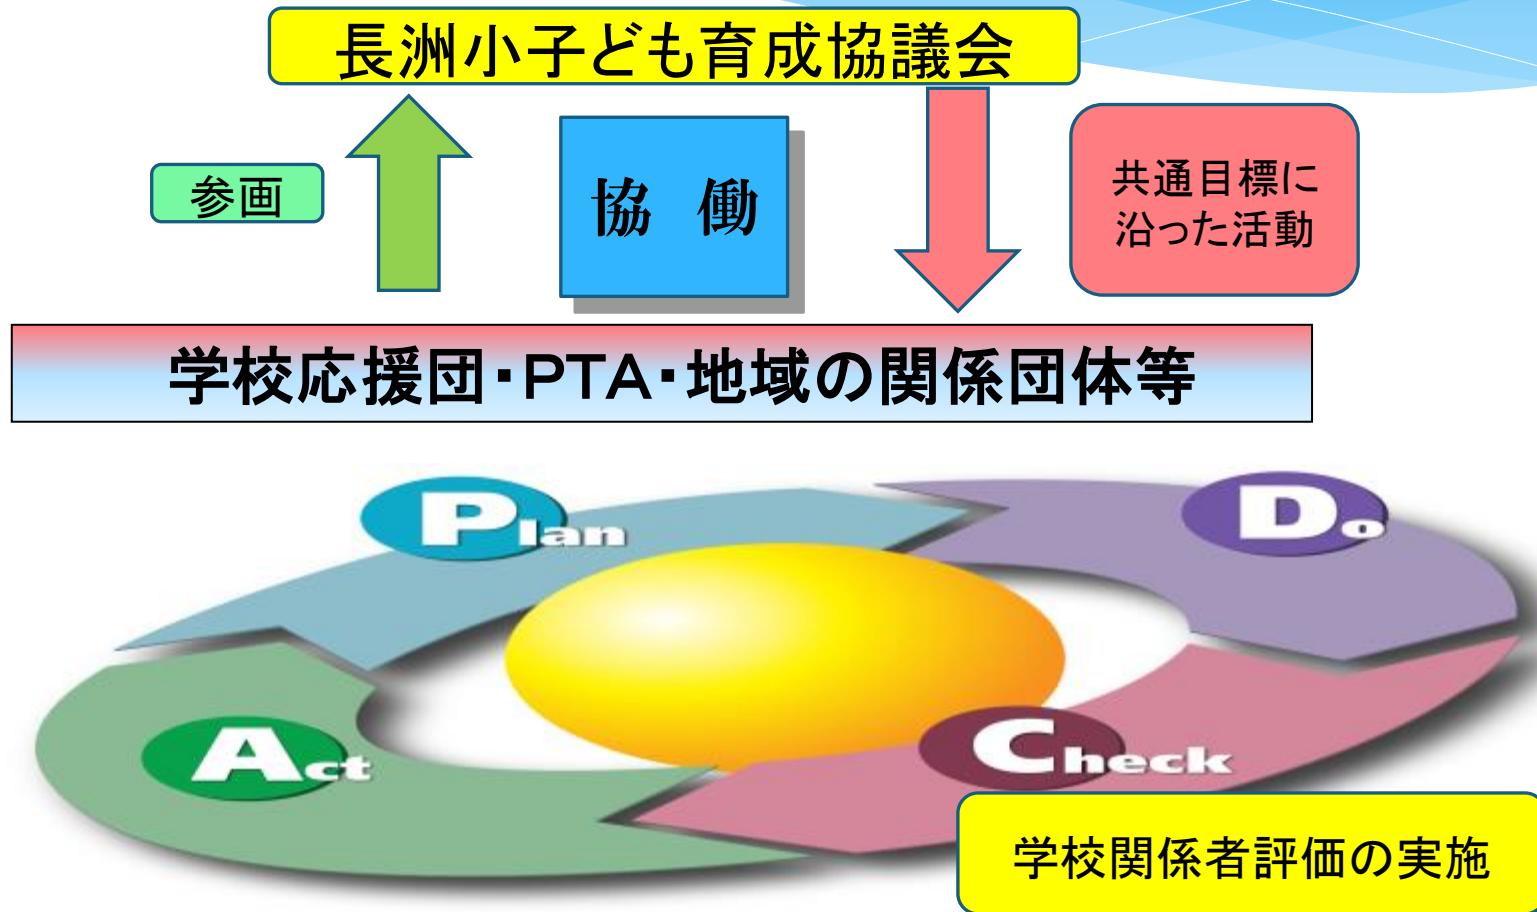 長洲小子ども育成協議会
参画
協 働
共通目標に
沿った活動
学校応援団・PTA・地域の関係団体等
Plan
Do
Act
Check
学校関係者評価の実施